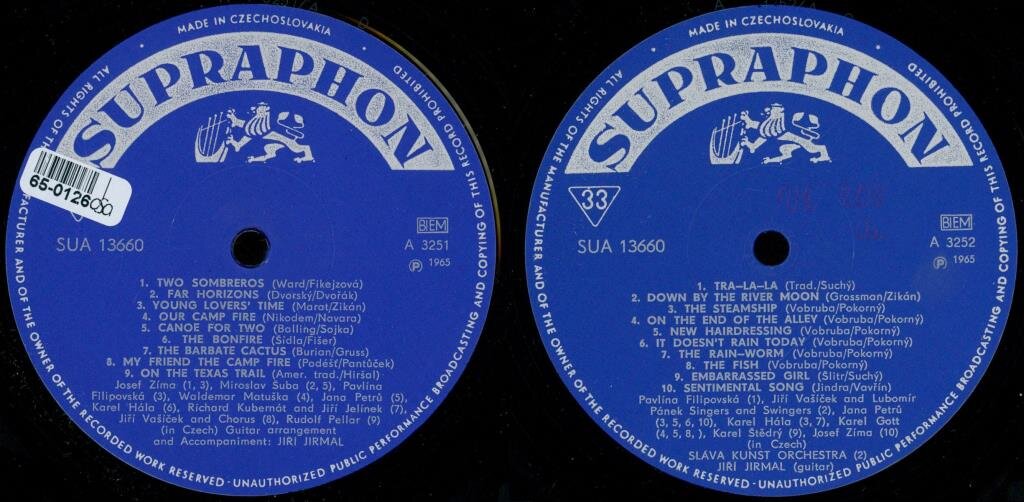 MADE IN CZECHOSLOVAKIA
SUPRAPHON
65-0126
SUA 13660
BIEM
A 3251
Ⓟ 1965
1. TWO SOMBREROS (Ward/Fikejzová)
2. FAR HORIZONS (Dvorský/Dvořák)
3. YOUNG LOVERS' TIME (Marat/Zikán)
4. OUR CAMP FIRE (Nikodem/Navara)
5. CANOE FOR TWO (Balling/Sojka)
6. THE BONFIRE (Šídla/Fišer)
7. THE BARBATE CACTUS (Burian/Gruss)
8. MY FRIEND THE CAMP FIRE (Podéšť/Pantůček)
9. ON THE TEXAS TRAIL (Amer. trad./Hiršal)
Josef Zíma (1, 3), Miroslav Šuba (2, 5), Pavlína
Filipovská (3), Waldemar Matuška (4), Jana Petrů (5),
Karel Hála (6), Richard Kubernát and Jiří Jelínek (7),
Jiří Vašíček and Chorus (8), Rudolf Pellar (9)
(in Czech) Guitar arrangement
and Accompaniment: JIŘÍ JIRMAL
ALL RIGHTS OF THE MANUFACTURER AND OF THE OWNER OF THE RECORDED WORK RESERVED - UNAUTHORIZED PUBLIC PERFORMANCE BROADCASTING AND COPYING OF THIS RECORD PROHIBITED
MADE IN CZECHOSLOVAKIA
SUPRAPHON
33
SUA 13660
BIEM
A 3252
Ⓟ 1965
1. TRA-LA-LA (Trad./Suchý)
2. DOWN BY THE RIVER MOON (Grossman/Zikán)
3. THE STEAMSHIP (Vobruba/Pokorný)
4. ON THE END OF THE ALLEY (Vobruba/Pokorný)
5. NEW HAIRDRESSING (Vobruba/Pokorný)
6. IT DOESN'T RAIN TODAY (Vobruba/Pokorný)
7. THE RAIN-WORM (Vobruba/Pokorný)
8. THE FISH (Vobruba/Pokorný)
9. EMBARRASSED GIRL (Šlitr/Suchý)
10. SENTIMENTAL SONG (Jindra/Vavřín)
Pavlína Filipovská (1), Jiří Vašíček and Lubomír
Pánek Singers and Swingers (2), Jana Petrů
(3, 5, 6, 10), Karel Hála (3, 7), Karel Gott
(4, 5, 8,), Karel Štědrý (9), Josef Zíma (10)
(in Czech)
SLÁVA KUNST ORCHESTRA (2)
JIŘÍ JIRMAL (guitar)
ALL RIGHTS OF THE MANUFACTURER AND OF THE OWNER OF THE RECORDED WORK RESERVED - UNAUTHORIZED PUBLIC PERFORMANCE BROADCASTING AND COPYING OF THIS RECORD PROHIBITED